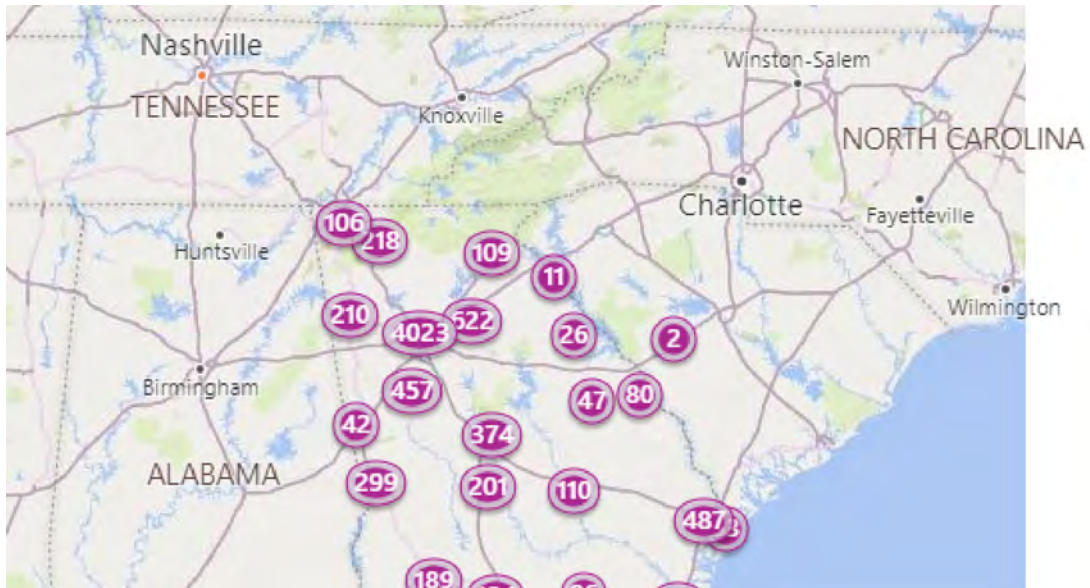 Nashville
Winston-Salem
TENNESSEE
Knoxville
NORTH CAROLINA
Charlotte
Fayetteville
106
218
Huntsville
109
11
Wilmington
210
622
4023
26
2
Birmingham
457
47
80
42
374
ALABAMA
299
201
110
487
189